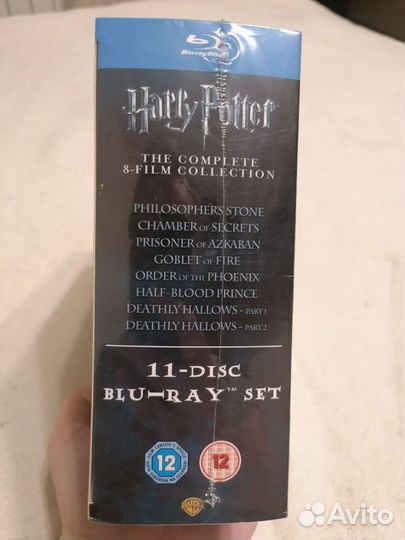 Blu-ray Disc
Harry Potter
THE COMPLETE
8-FILM COLLECTION
PHILOSOPHER'S STONE
CHAMBER OF SECRETS
PRISONER OF AZKABAN
GOBLET OF FIRE
ORDER OF THE PHOENIX
HALF-BLOOD PRINCE
DEATHLY HALLOWS - PART 1
DEATHLY HALLOWS - PART 2
11-DISC
BLU-RAY™ SET
12
12
WB
Avito